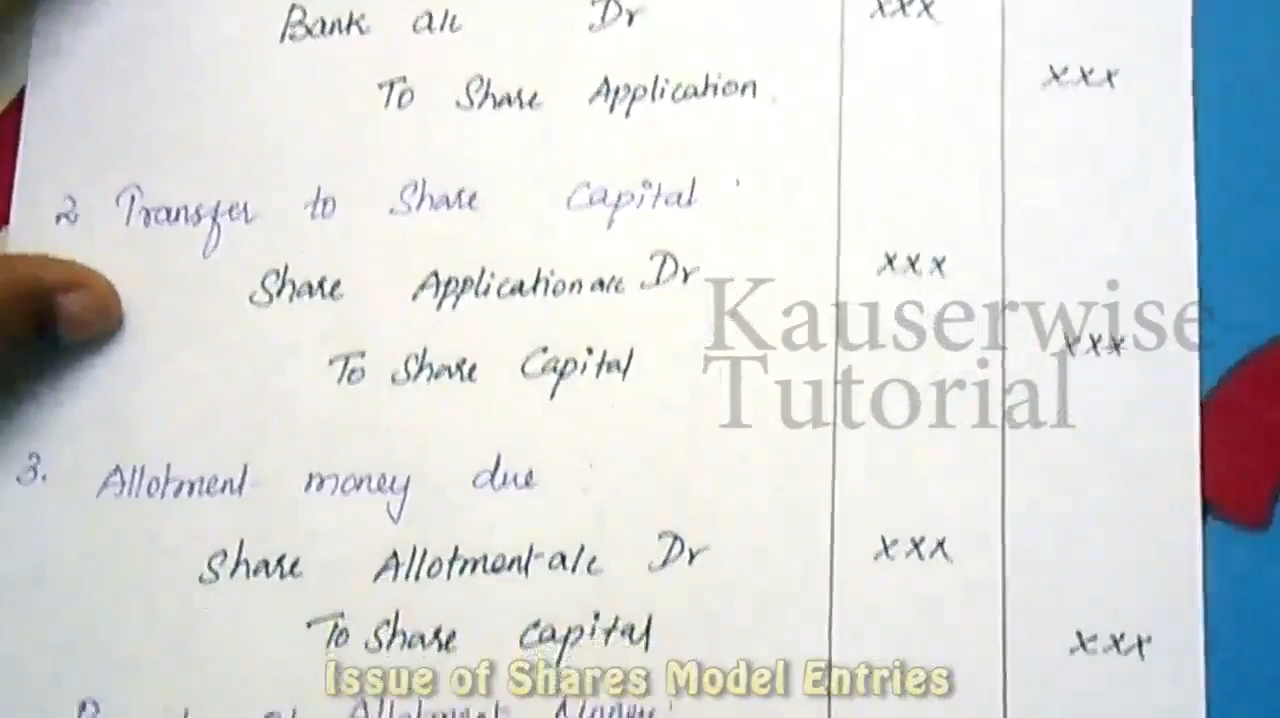 Bank a/c Dr xxx
To Share Application xxx
2 Transfer to Share Capital
Share Application a/c Dr xxx
To Share Capital xxx
Kauserwise
Tutorial
3. Allotment money due
Share Allotment a/c Dr xxx
To Share Capital xxx
Issue of Shares Model Entries
Allotment Money